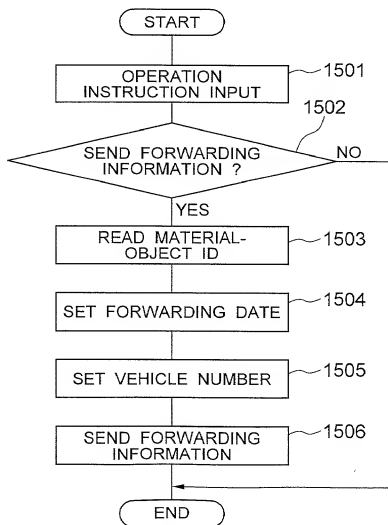 START
OPERATION
INSTRUCTION INPUT
1501
1502
SEND FORWARDING
INFORMATION ?
NO
YES
READ MATERIAL-
OBJECT ID
1503
SET FORWARDING DATE
1504
SET VEHICLE NUMBER
1505
SEND FORWARDING
INFORMATION
1506
END